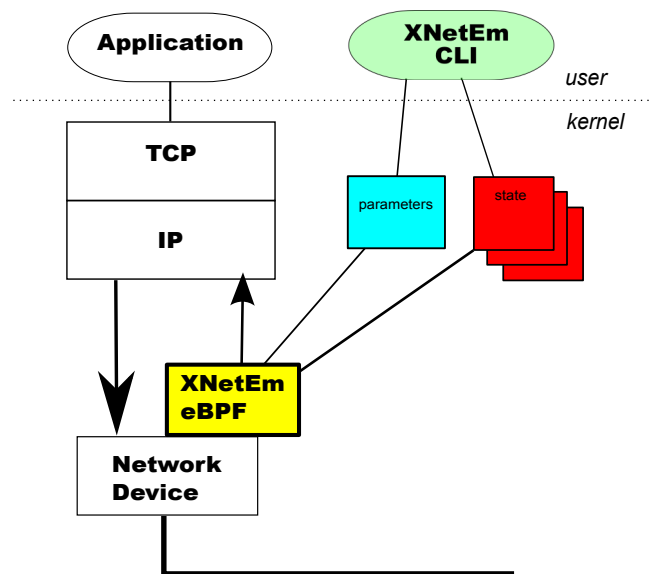 Application
XNetEm
CLI
user
kernel
TCP
parameters
state
IP
XNetEm
eBPF
Network
Device